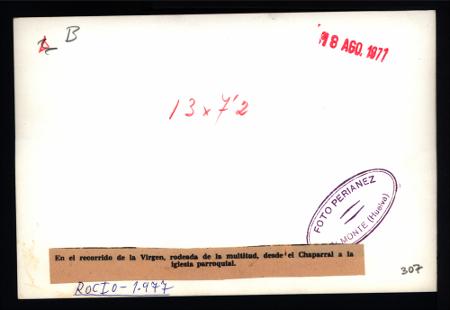 B
18 AGO. 1977
13 x 7'2
FOTO PERIANEZ
MONTE (Huelva)
En el recorrido de la Virgen, rodeada de la multitud, desde el Chaparral a la
iglesia parroquial.
ROCIO-1.977
307